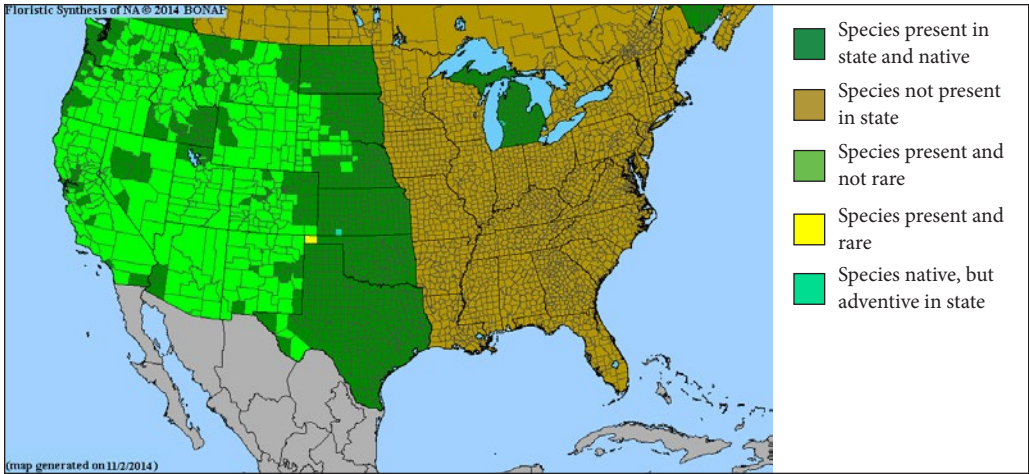 Floristic Synthesis of NA © 2014 BONAP
(map generated on 11/2/2014)
Species present in
state and native
Species not present
in state
Species present and
not rare
Species present and
rare
Species native, but
adventive in state